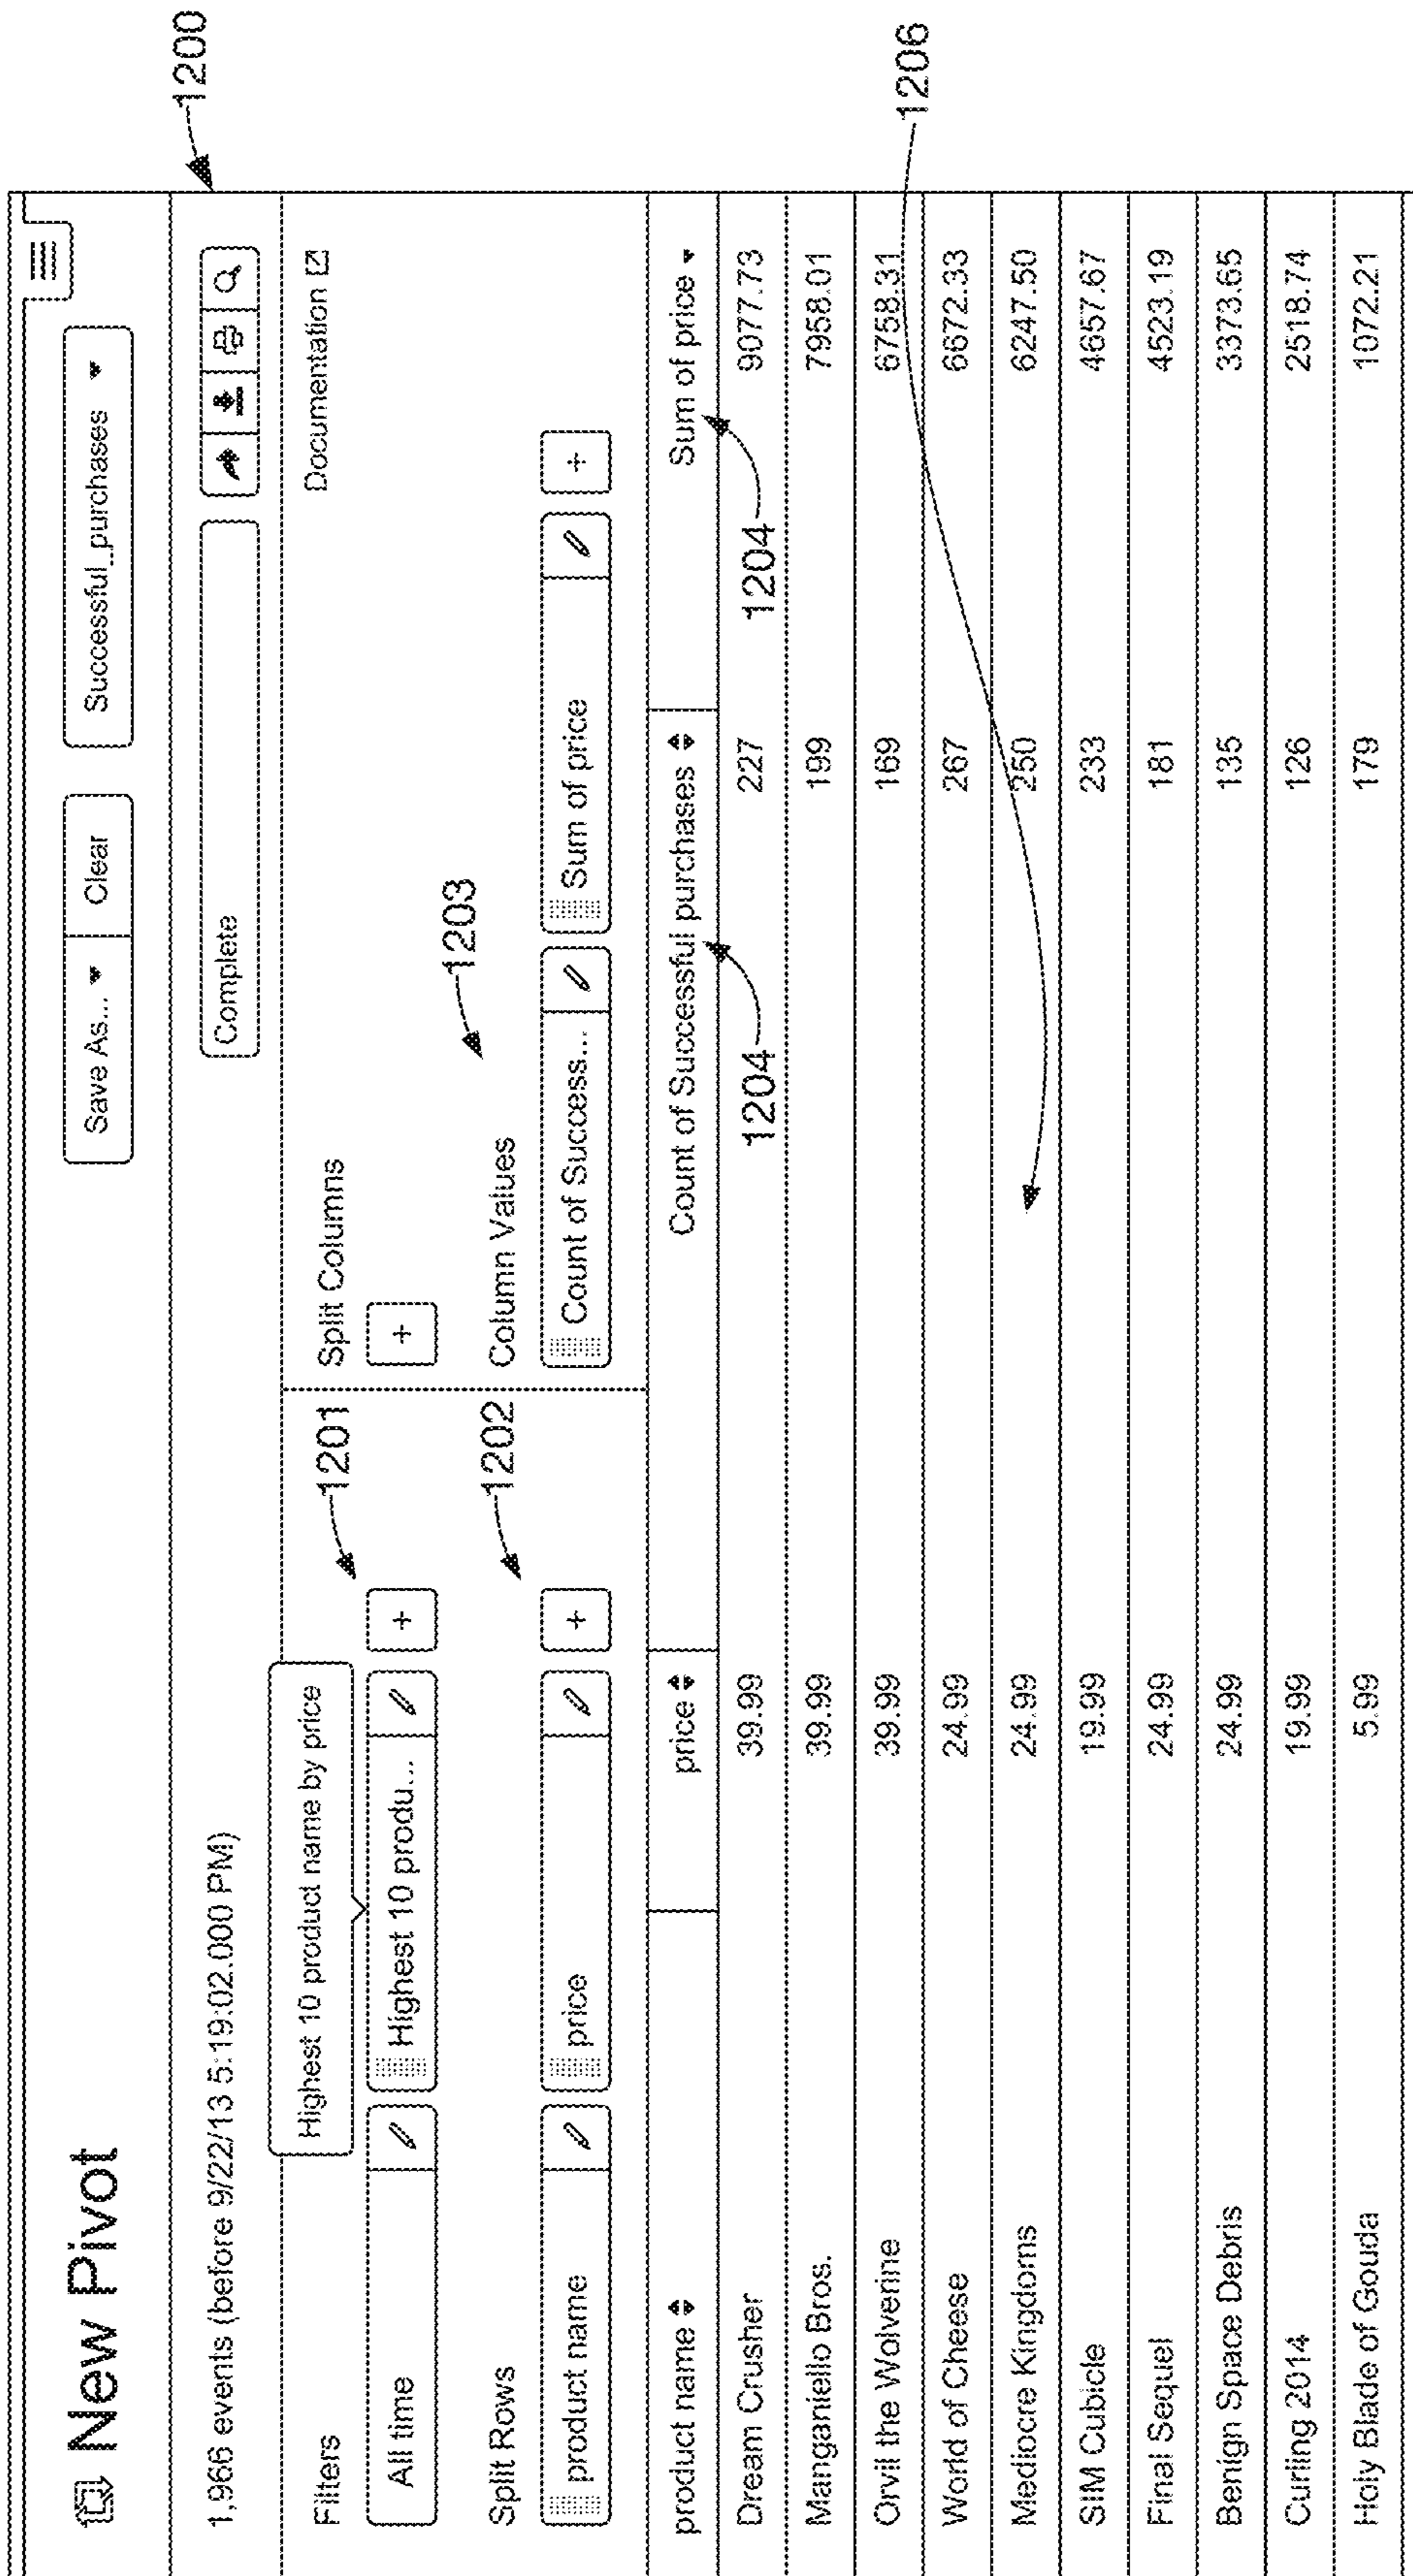 New Pivot
Save As... Clear Successful_purchases
1200
1,966 events (before 9/22/13 5:19:02.000 PM) Complete
Highest 10 product name by price
Filters 1201 Split Columns Documentation
All time Highest 10 produ... + +
Split Rows 1202 Column Values 1203
product name price + Count of Success... Sum of price +
product name price Count of Successful purchases Sum of price
1204 1204
Dream Crusher 39.99 227 9077.73
Manganiello Bros. 39.99 199 7958.01
Orvil the Wolverine 39.99 169 6758.31
1206
World of Cheese 24.99 267 6672.33
Mediocre Kingdoms 24.99 250 6247.50
SIM Cubicle 19.99 233 4657.67
Final Sequel 24.99 181 4523.19
Benign Space Debris 24.99 135 3373.65
Curling 2014 19.99 126 2518.74
Holy Blade of Gouda 5.99 179 1072.21